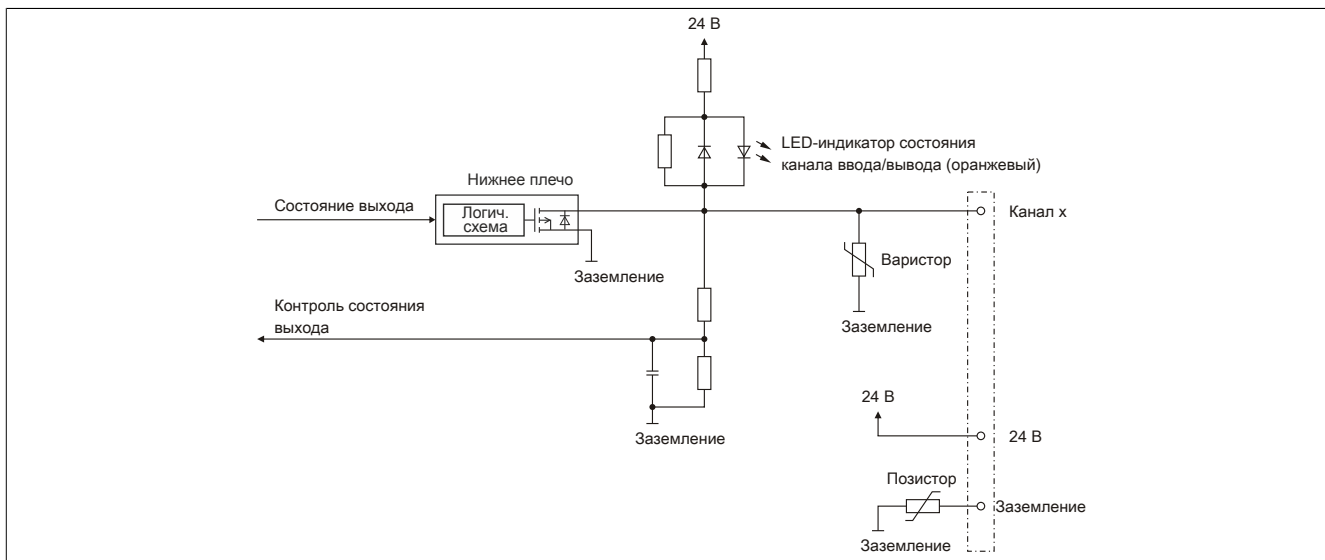 24 В
LED-индикатор состояния
канала ввода/вывода (оранжевый)
Нижнее плечо
Состояние выхода
Логич.
схема
Канал x
Варистор
Заземление
Контроль состояния
выхода
Заземление
24 В
Заземление
24 В
Позистор
Заземление
Заземление